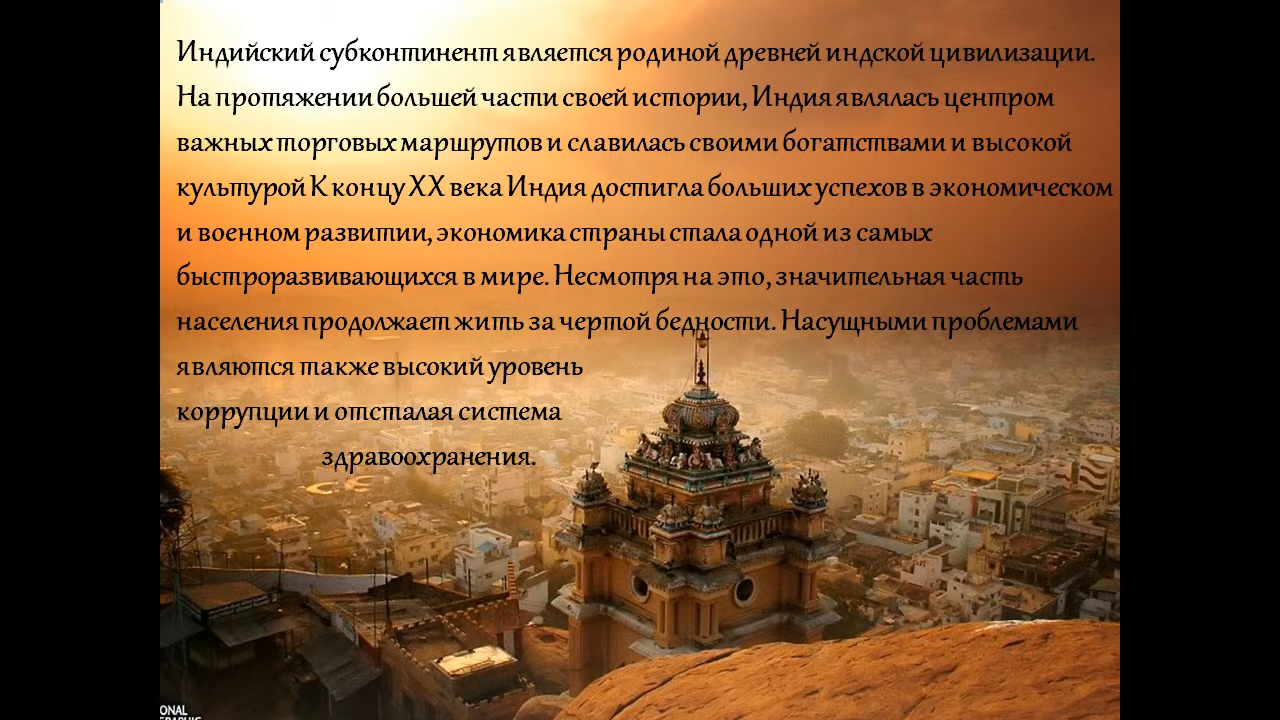 Индийский субконтинент является родиной древней индской цивилизации.
На протяжении большей части своей истории, Индия являлась центром
важных торговых маршрутов и славилась своими богатствами и высокой
культурой К концу XX века Индия достигла больших успехов в экономическом
и военном развитии, экономика страны стала одной из самых
быстроразвивающихся в мире. Несмотря на это, значительная часть
населения продолжает жить за чертой бедности. Насущными проблемами
являются также высокий уровень
коррупции и отсталая система
здравоохранения.
ONAL